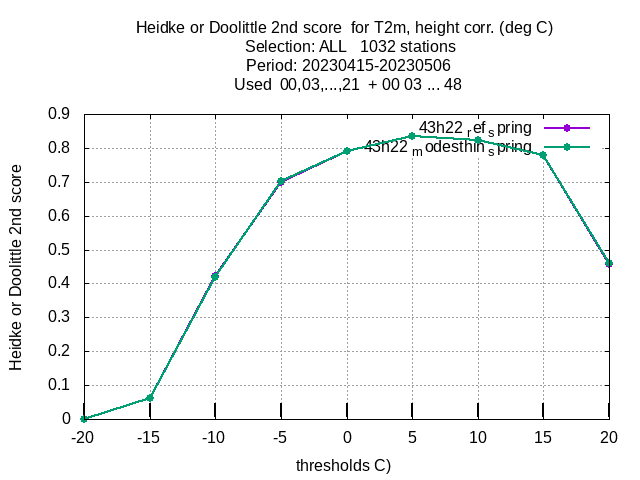 Heidke or Doolittle 2nd score  for T2m, height corr. (deg C)
Selection: ALL   1032 stations
Period: 20230415-20230506
Used  00,03,...,21  + 00 03 ... 48
43h22 ref spring
43h22 modesthin spring
Heidke or Doolittle 2nd score
0.9
0.8
0.7
0.6
0.5
0.4
0.3
0.2
0.1
0
-20 -15 -10 -5 0 5 10 15 20
thresholds C)